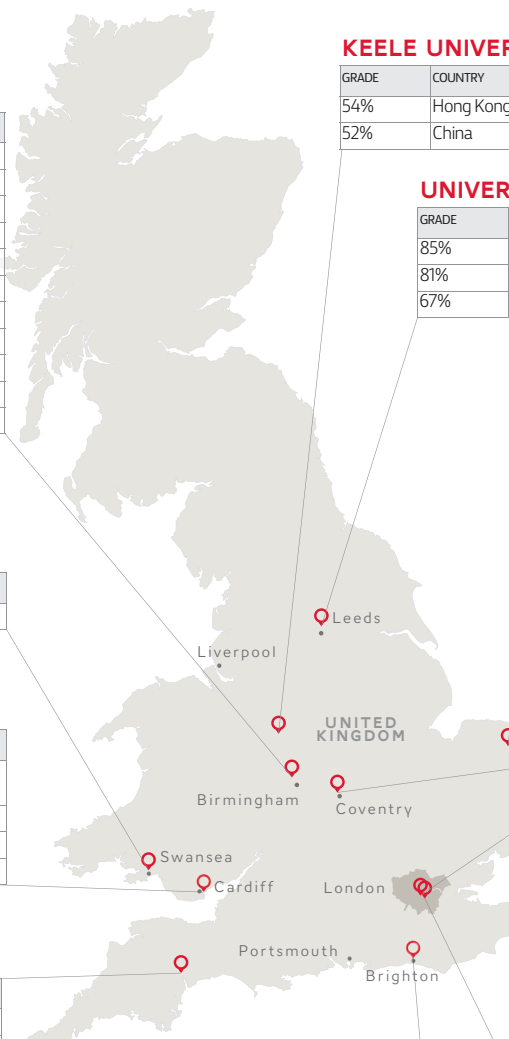 KEELE UNIVER
GRADE COUNTRY
54% Hong Kong
52% China
UNIVER
GRADE
85%
81%
67%
Leeds
Liverpool
UNITED
KINGDOM
Birmingham
Coventry
Swansea
Cardiff
London
Portsmouth
Brighton